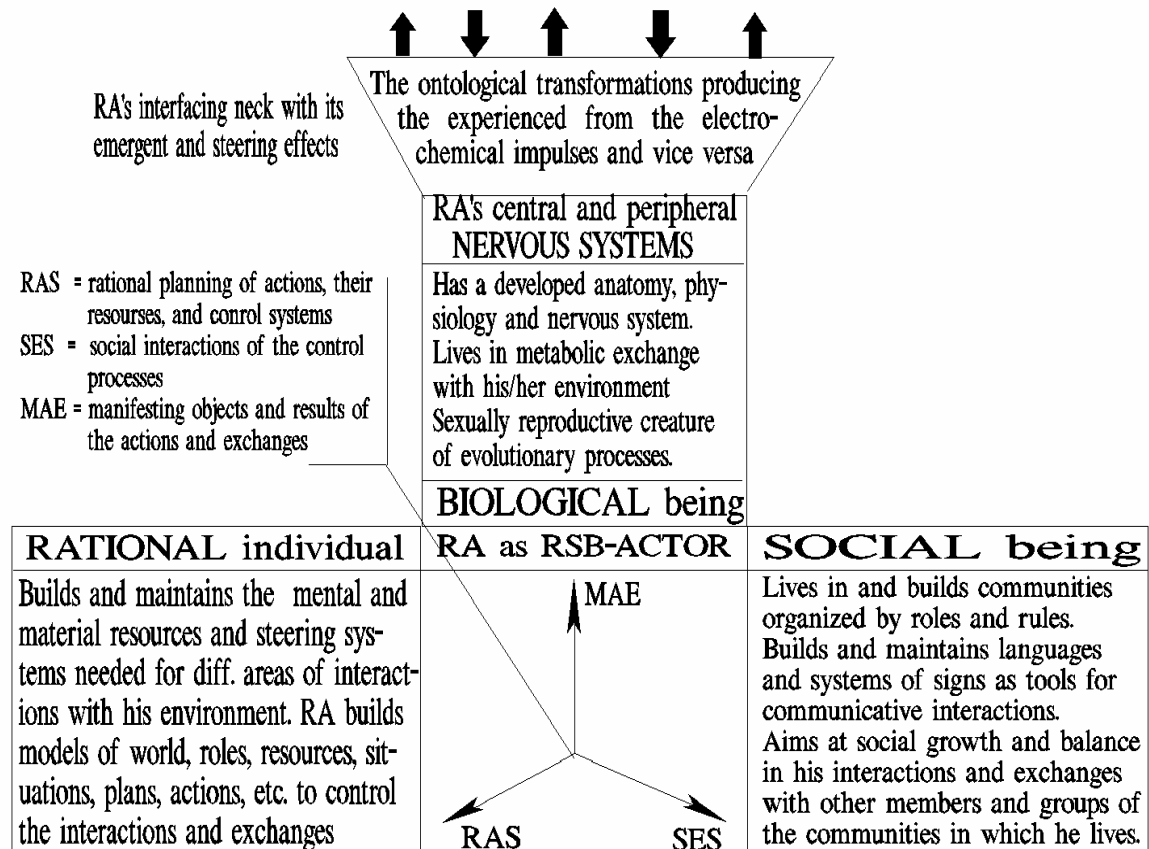 The ontological transformations producing
the experienced from the electro-
chemical impulses and vice versa
RA's interfacing neck with its
emergent and steering effects
RA's central and peripheral
NERVOUS SYSTEMS
RAS = rational planning of actions, their
resourses, and conrol systems
SES = social interactions of the control
processes
MAE = manifesting objects and results of
the actions and exchanges
Has a developed anatomy, phy-
siology and nervous system.
Lives in metabolic exchange
with his/her environment
Sexually reproductive creature
of evolutionary processes.
BIOLOGICAL being
RATIONAL individual
Builds and maintains the mental and
material resources and steering sys-
tems needed for diff. areas of interact-
ions with his environment. RA builds
models of world, roles, resources, sit-
uations, plans, actions, etc. to control
the interactions and exchanges
RA as RSB-ACTOR
MAE
RAS
SES
SOCIAL being
Lives in and builds communities
organized by roles and rules.
Builds and maintains languages
and systems of signs as tools for
communicative interactions.
Aims at social growth and balance
in his interactions and exchanges
with other members and groups of
the communities in which he lives.